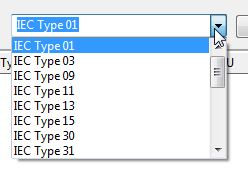 IEC Type 01
IEC Type 01
Ty
U
IEC Type 03
IEC Type 09
IEC Type 11
IEC Type 13
IEC Type 15
IEC Type 30
IEC Type 31